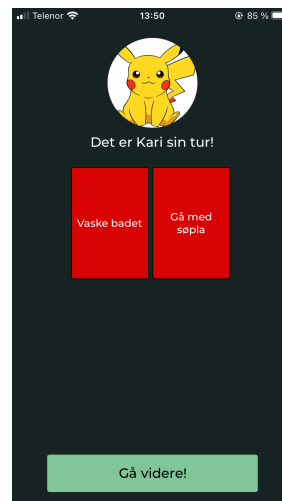 Telenor 13:50 85 %
Det er Kari sin tur!
Vaske badet
Gå med
søpla
Gå videre!